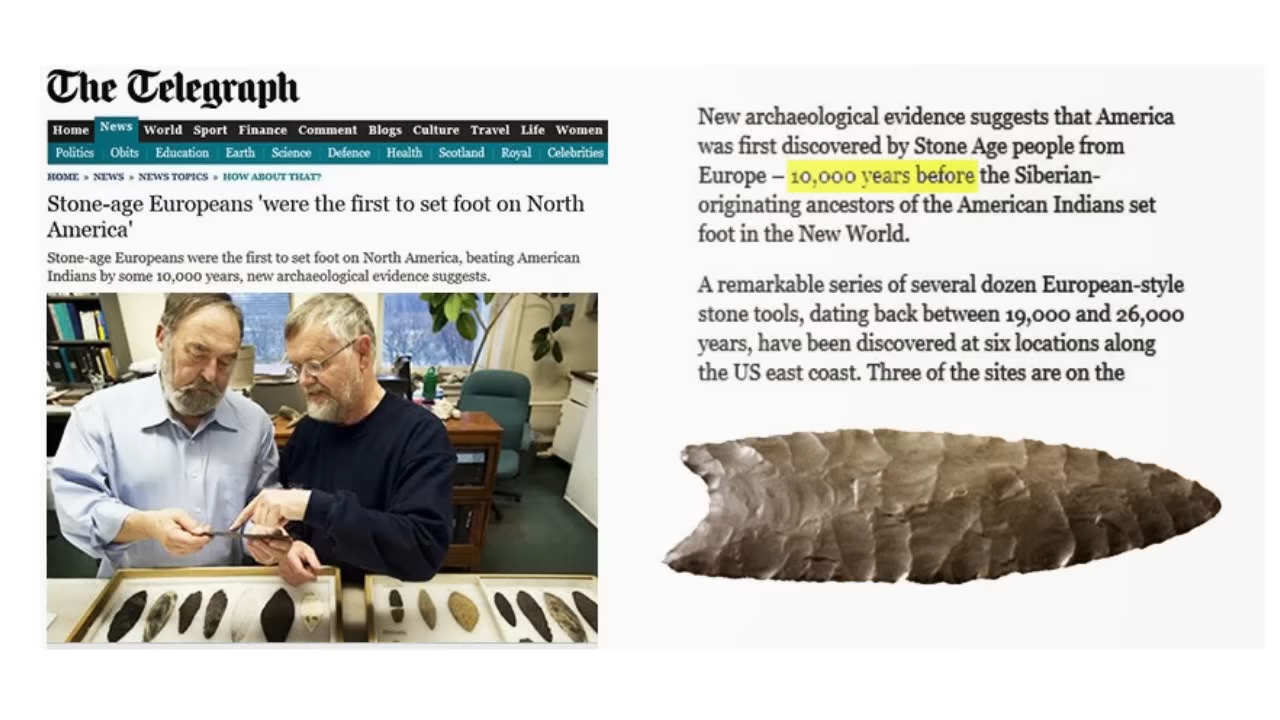 The Telegraph
Home News World Sport Finance Comment Blogs Culture Travel Life Women
Politics Obits Education Earth Science Defence Health Scotland Royal Celebrities
HOME » NEWS » NEWS TOPICS » HOW ABOUT THAT?
Stone-age Europeans 'were the first to set foot on North
America'
Stone-age Europeans were the first to set foot on North America, beating American
Indians by some 10,000 years, new archaeological evidence suggests.
New archaeological evidence suggests that America
was first discovered by Stone Age people from
Europe – 10,000 years before the Siberian-
originating ancestors of the American Indians set
foot in the New World.
A remarkable series of several dozen European-style
stone tools, dating back between 19,000 and 26,000
years, have been discovered at six locations along
the US east coast. Three of the sites are on the